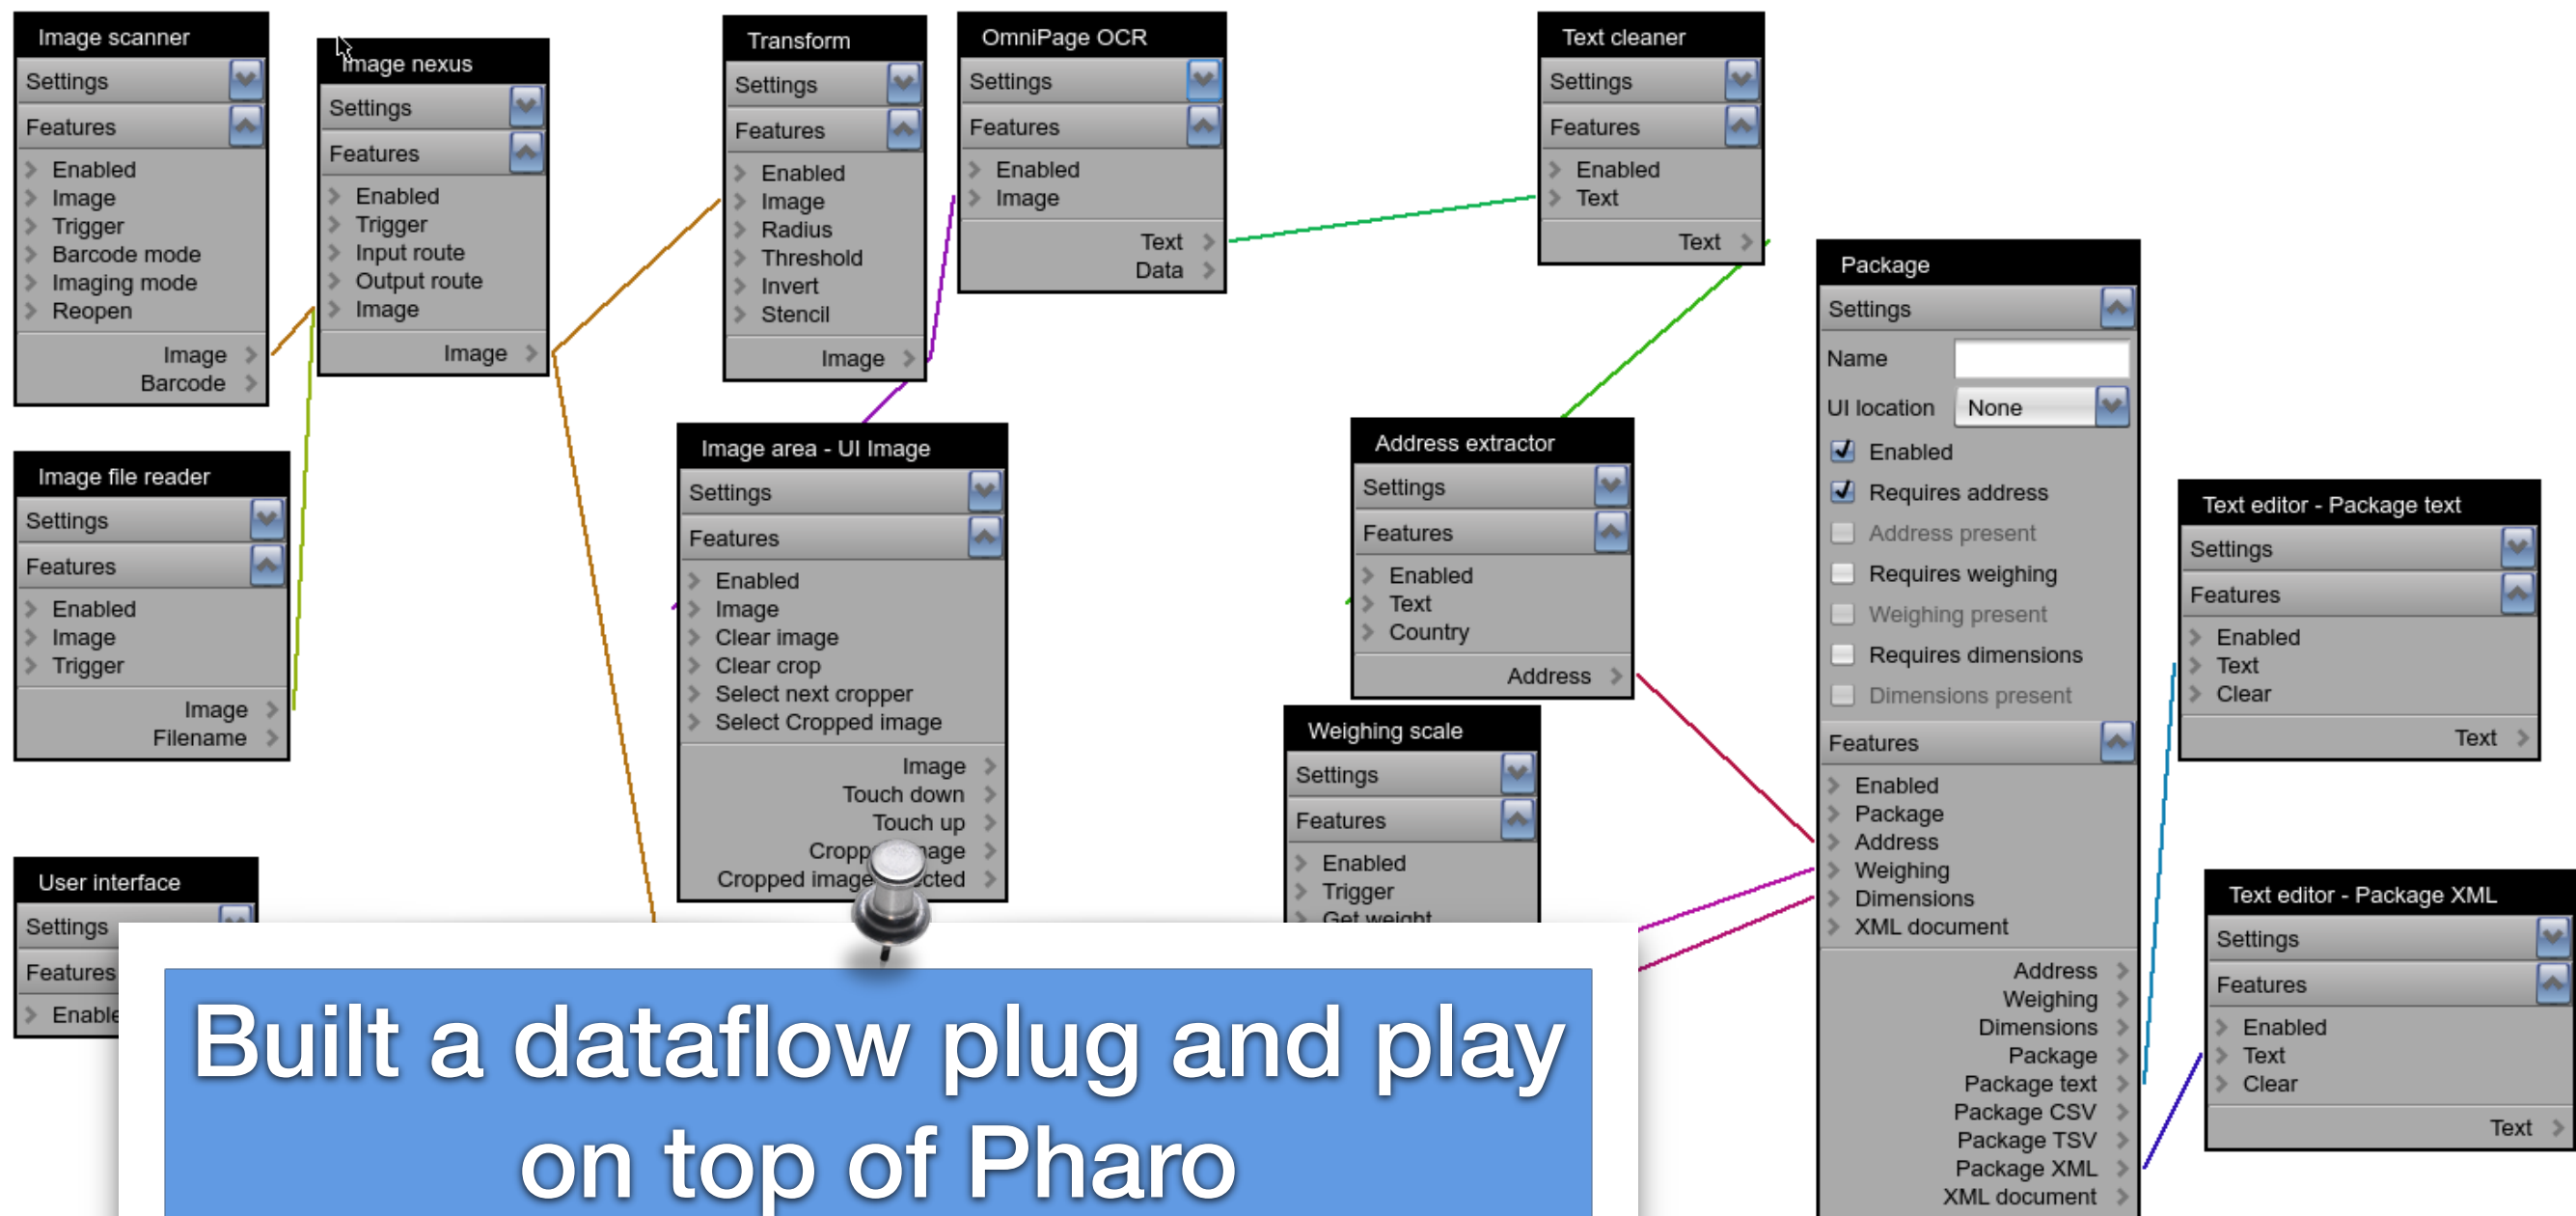 Image scanner
Settings
Features
Enabled
Image
Trigger
Barcode mode
Imaging mode
Reopen
Image
Barcode
Image nexus
Settings
Features
Enabled
Trigger
Input route
Output route
Image
Image
Transform
Settings
Features
Enabled
Image
Radius
Threshold
Invert
Stencil
Image
OmniPage OCR
Settings
Features
Enabled
Image
Text
Data
Text cleaner
Settings
Features
Enabled
Text
Text
Image file reader
Settings
Features
Enabled
Image
Trigger
Image
Filename
Image area - UI Image
Settings
Features
Enabled
Image
Clear image
Clear crop
Select next cropper
Select Cropped image
Image
Touch down
Touch up
Cropped image
Cropped image selected
Address extractor
Settings
Features
Enabled
Text
Country
Address
Weighing scale
Settings
Features
Enabled
Trigger
Get weight
Package
Settings
Name
UI location None
Enabled
Requires address
Address present
Requires weighing
Weighing present
Requires dimensions
Dimensions present
Features
Enabled
Package
Address
Weighing
Dimensions
XML document
Address
Weighing
Dimensions
Package
Package text
Package CSV
Package TSV
Package XML
XML document
Text editor - Package text
Settings
Features
Enabled
Text
Clear
Text
Text editor - Package XML
Settings
Features
Enabled
Text
Clear
Text
User interface
Settings
Features
Enable
Built a dataflow plug and play
on top of Pharo